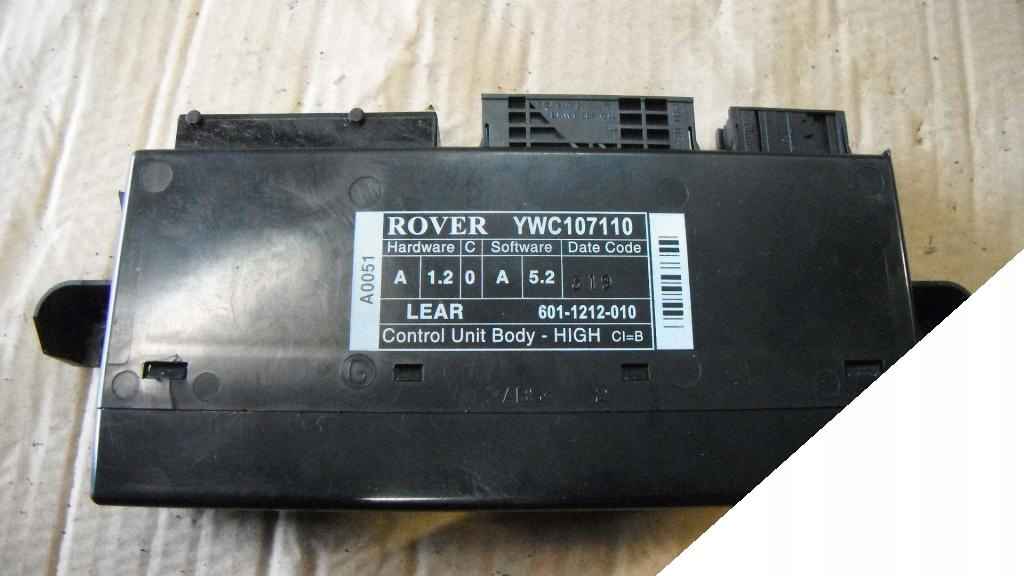 ROVER YWC107110
Hardware C Software Date Code
A 1.2 0 A 5.2 319
LEAR 601-1212-010
Control Unit Body - HIGH CI=B
A0051